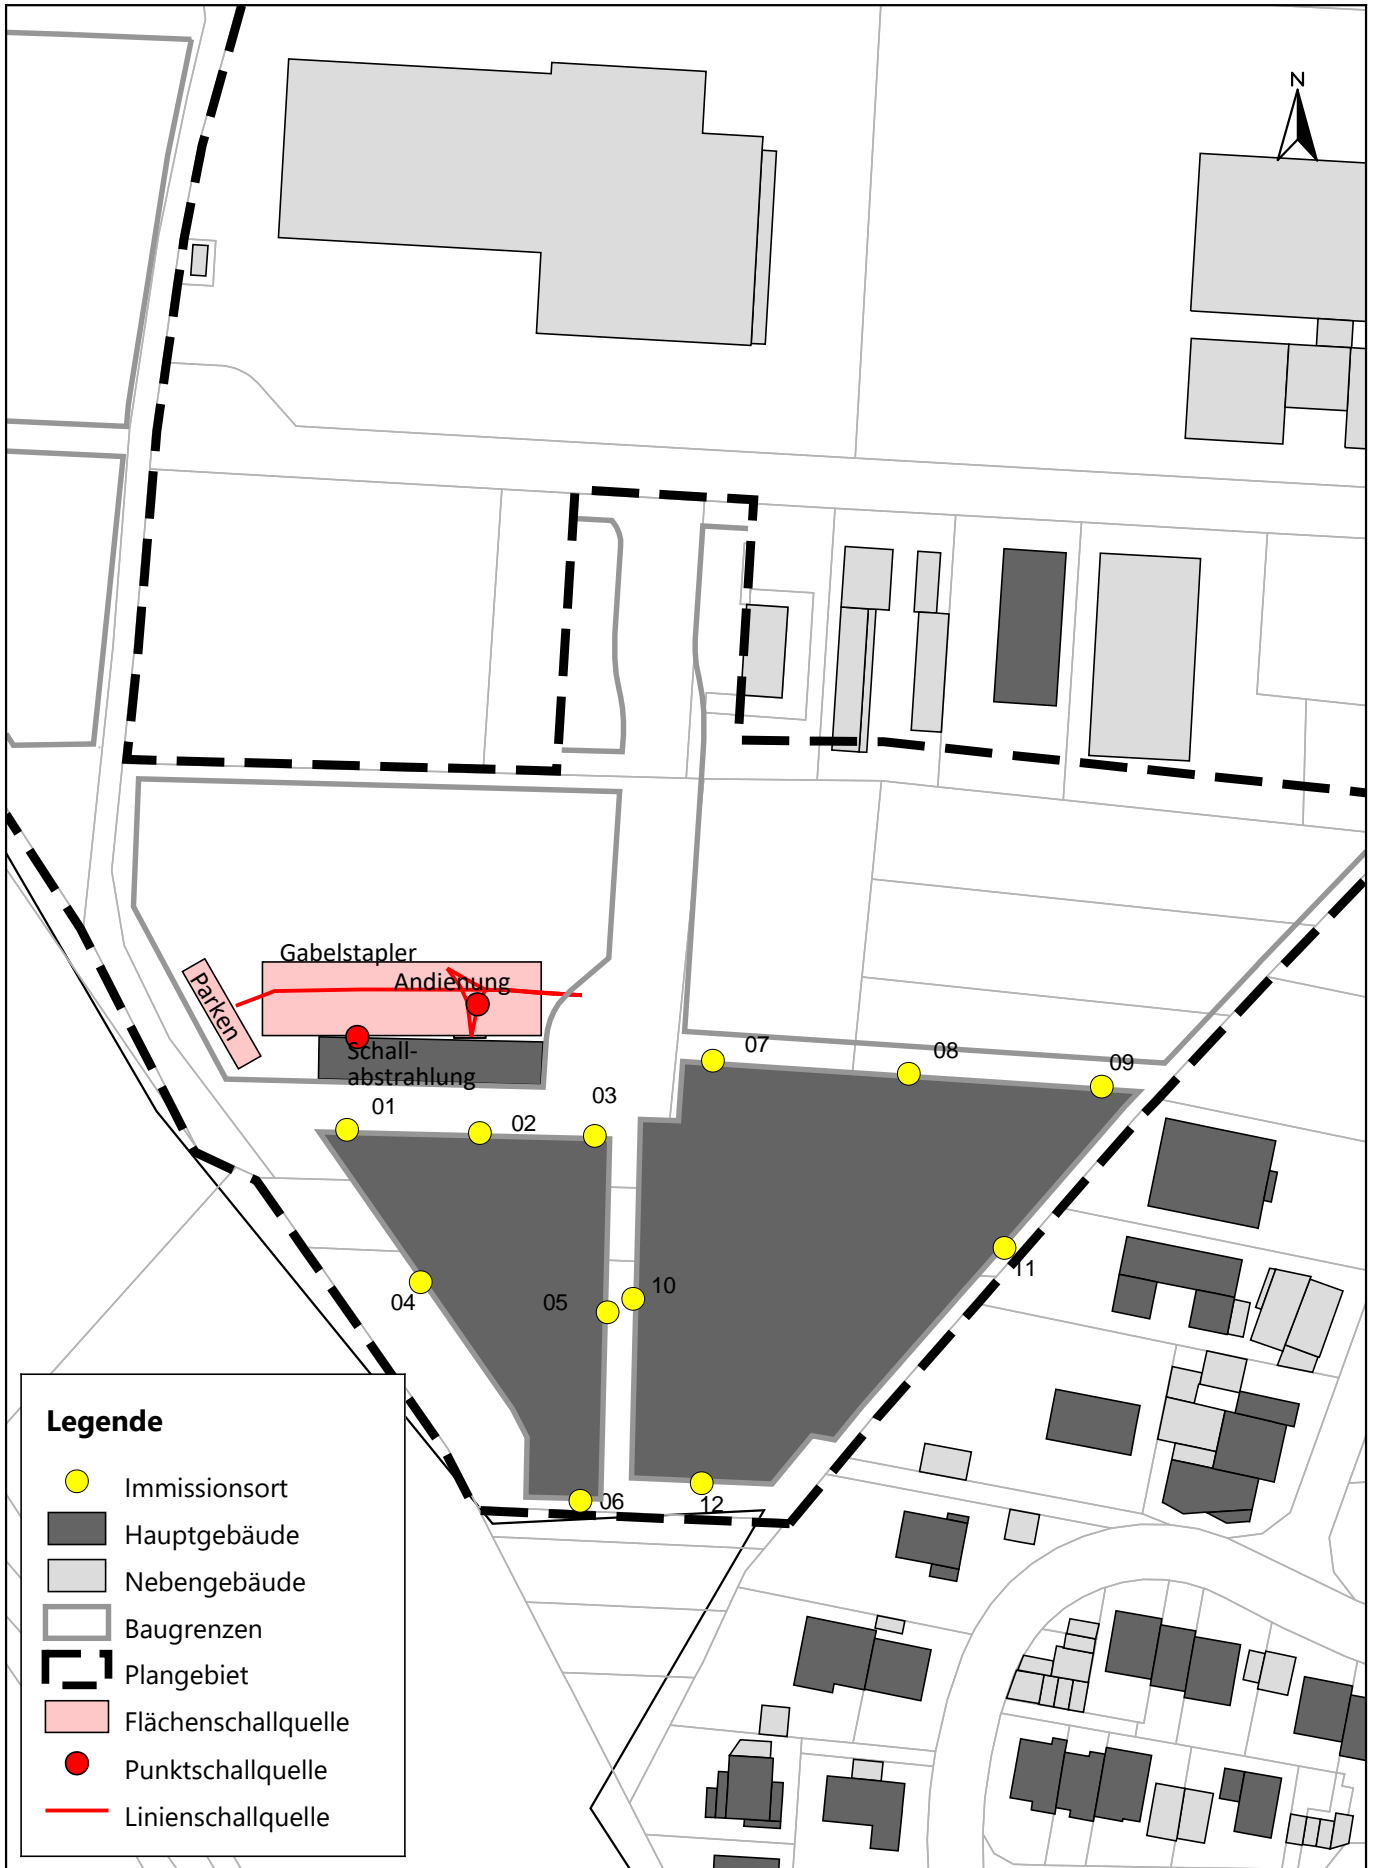 N
Gabelstapler
Andienung
Parken
Schall-
abstrahlung
01
02
03
07
08
09
04
05
10
11
06
12
Legende
Immissionsort
Hauptgebäude
Nebengebäude
Baugrenzen
Plangebiet
Flächenschallquelle
Punktschallquelle
Linienschallquelle